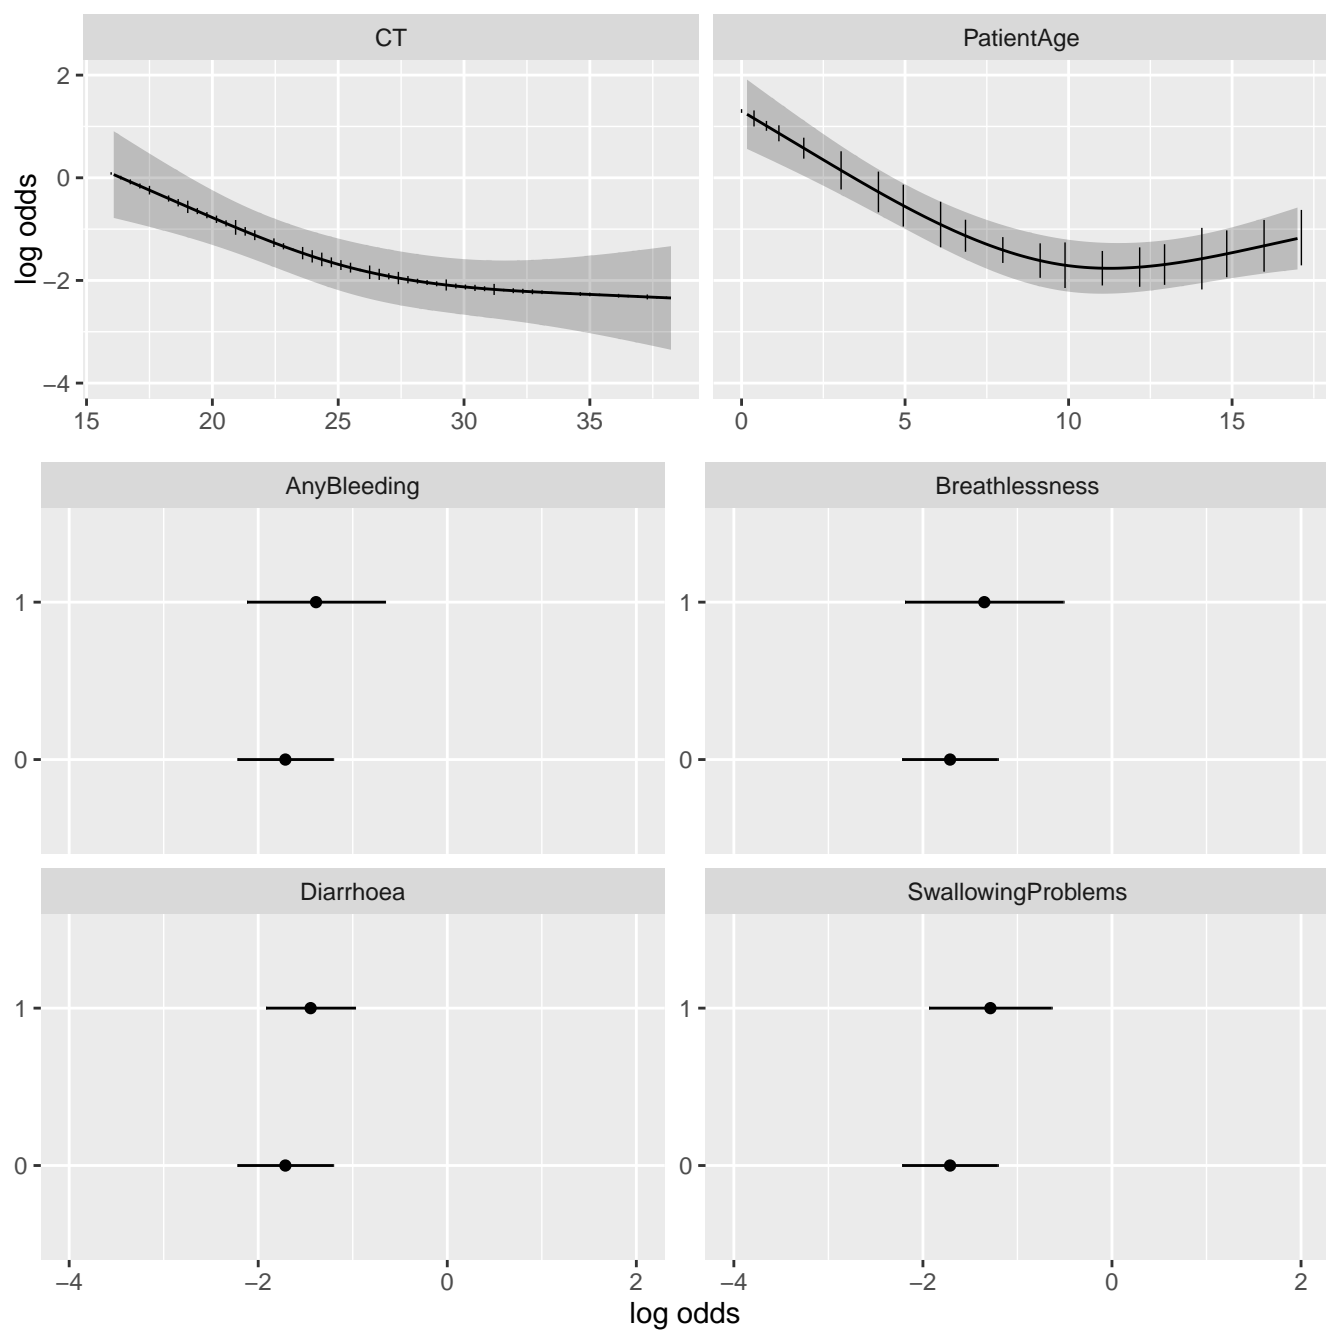 CT
PatientAge
log odds
2
0
−2
−4
15 20 25 30 35
0 5 10 15
AnyBleeding
Breathlessness
1
0
1
0
Diarrhoea
SwallowingProblems
1
0
1
0
−4 −2 0 2
−4 −2 0 2
log odds